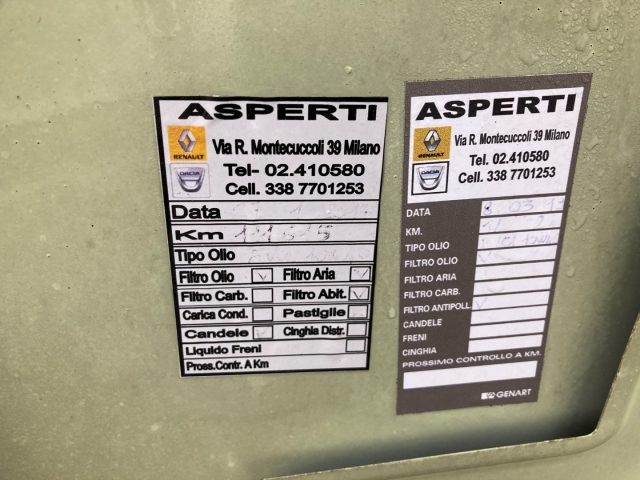 ASPERTI
RENAULT
Via R. Montecuccoli 39 Milano
DACIA
Tel- 02.410580
Cell. 338 7701253
Data
Km
Tipo Olio
Filtro Olio V Filtro Aria V
Filtro Carb. Filtro Abit. V
Carica Cond. Pastiglie
Candele Cinghia Distr.
Liquido Freni
Pross.Contr. A Km
ASPERTI
RENAULT
Via R. Montecuccoli 39 Milano
DACIA
Tel. 02.410580
Cell. 338 7701253
DATA
KM.
TIPO OLIO
FILTRO OLIO
FILTRO ARIA
FILTRO CARB.
FILTRO ANTIPOLL.
CANDELE
FRENI
CINGHIA
PROSSIMO CONTROLLO A KM.
GENART